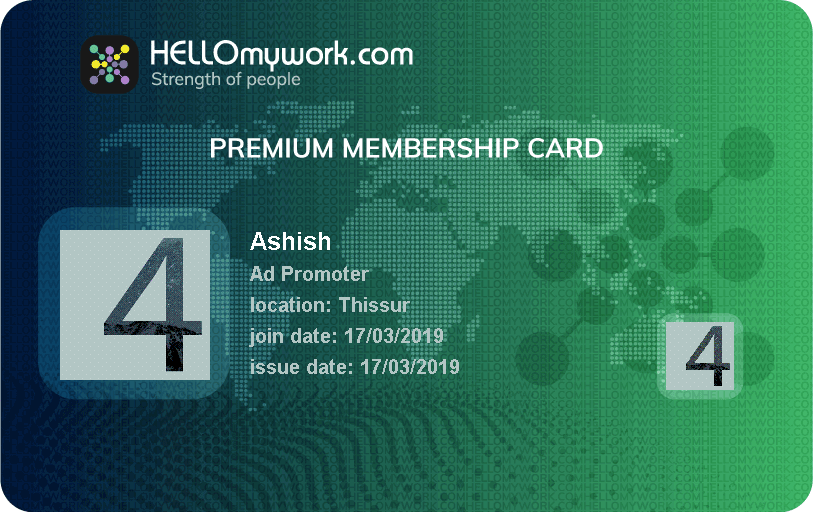 HELLOmywork.com
Strength of people
PREMIUM MEMBERSHIP CARD
4
Ashish
Ad Promoter
location: Thissur
join date: 17/03/2019
issue date: 17/03/2019
4